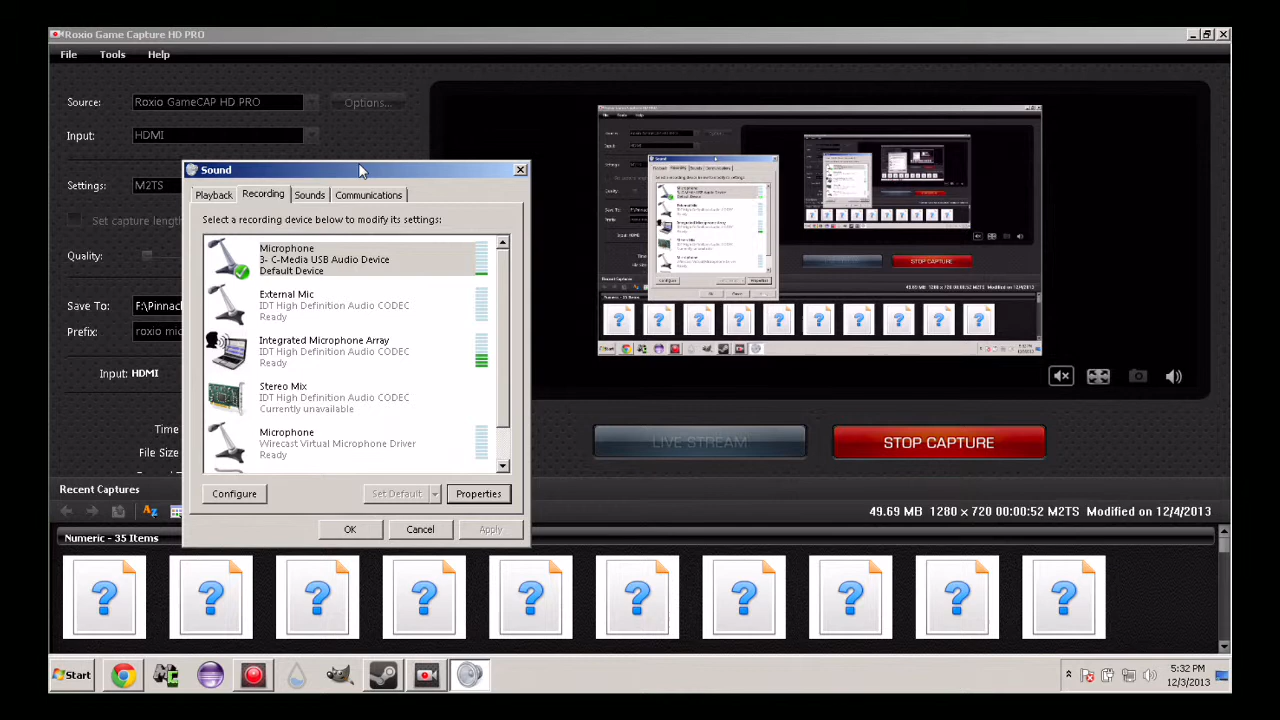 Roxio Game Capture HD PRO
File Tools Help
Source: Roxio GameCAP HD PRO Options...
Input: HDMI
Settings: M2TS
Set capture length
Quality:
Save To: F:\Pinnac
Prefix: roxio mic
Input: HDMI
Time
File Size
Sound
Playback Recording Sounds Communications
Select a recording device below to modify its settings:
Microphone
2- C-Media USB Audio Device
Default Device
External Mic
IDT High Definition Audio CODEC
Ready
Integrated Microphone Array
IDT High Definition Audio CODEC
Ready
Stereo Mix
IDT High Definition Audio CODEC
Currently unavailable
Microphone
Wirecast Virtual Microphone Driver
Ready
Configure Set Default Properties
OK Cancel Apply
LIVE STREAM STOP CAPTURE
Recent Captures
49.69 MB 1280 x 720 00:00:52 M2TS Modified on 12/4/2013
Numeric - 35 Items
Start
5:32 PM
12/3/2013